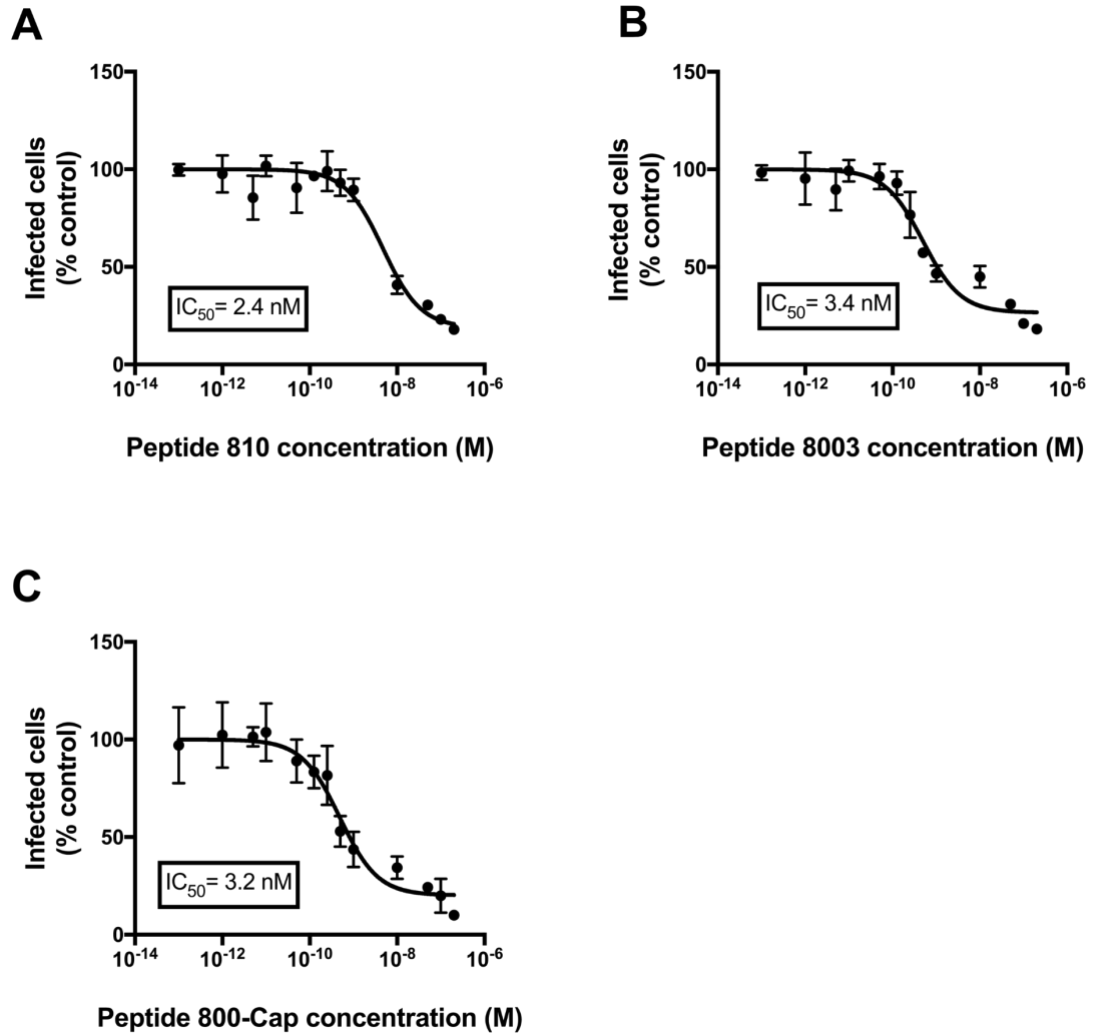 A
150
100
50
0
Infected cells
(% control)
IC50= 2.4 nM
10-14
10-12
10-10
10-8
10-6
Peptide 810 concentration (M)
B
150
100
50
0
Infected cells
(% control)
IC50= 3.4 nM
10-14
10-12
10-10
10-8
10-6
Peptide 8003 concentration (M)
C
150
100
50
0
Infected cells
(% control)
IC50= 3.2 nM
10-14
10-12
10-10
10-8
10-6
Peptide 800-Cap concentration (M)